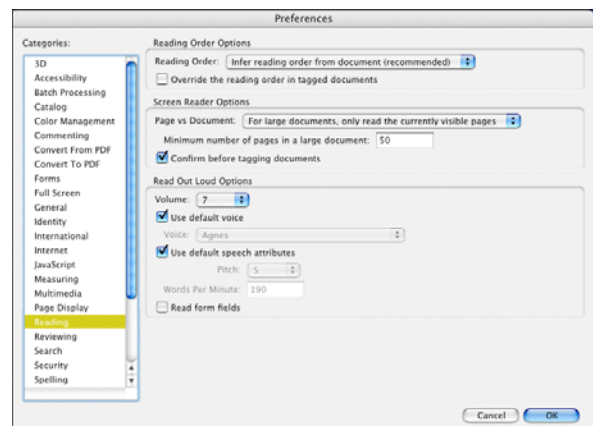 Preferences
Categories:
3D
Accessibility
Batch Processing
Catalog
Color Management
Commenting
Convert From PDF
Convert To PDF
Forms
Full Screen
General
Identity
International
Internet
JavaScript
Measuring
Multimedia
Page Display
Reading
Reviewing
Search
Security
Spelling
Reading Order Options
Reading Order: Infer reading order from document (recommended)
Override the reading order in tagged documents
Screen Reader Options
Page vs Document: For large documents, only read the currently visible pages
Minimum number of pages in a large document: 50
Confirm before tagging documents
Read Out Loud Options
Volume: 7
Use default voice
Voice: Agnes
Use default speech attributes
Pitch: 5
Words Per Minute: 190
Read form fields
Cancel OK